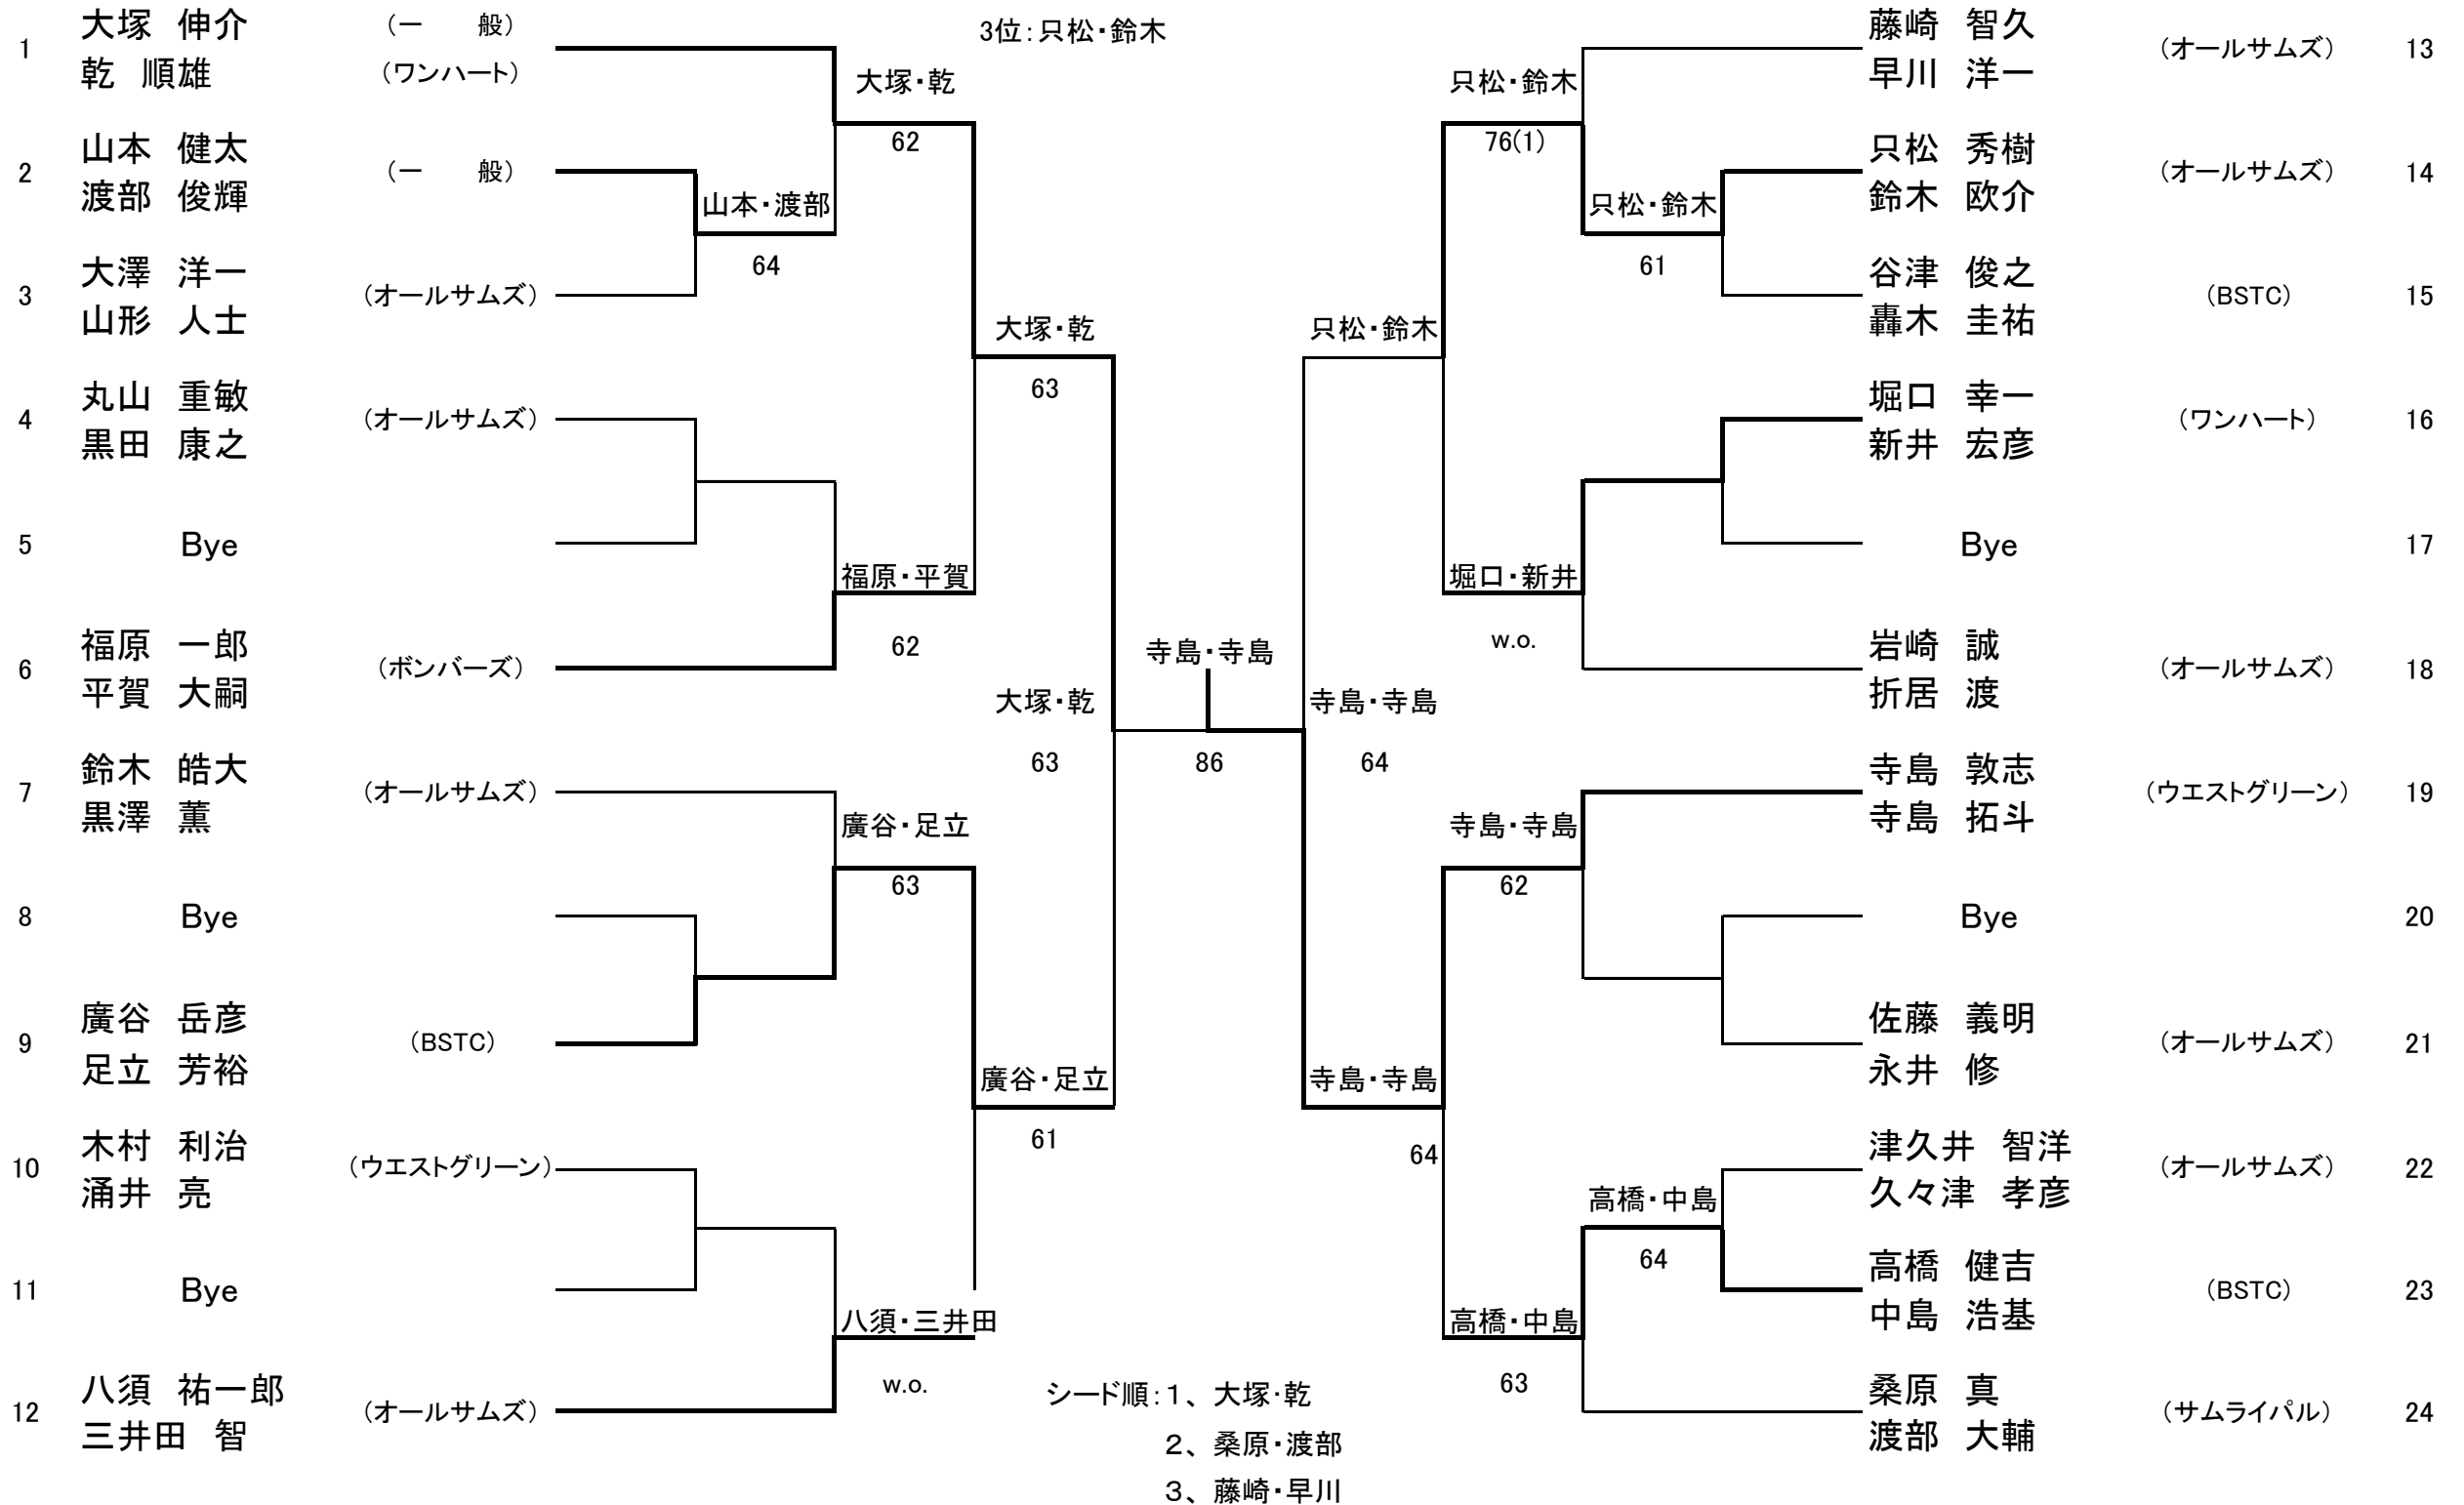 3位：只松・鈴木
1
大塚　伸介
乾　順雄
（一　　般）
（ワンハート）
2
山本　健太
渡部　俊輝
（一　　般）
3
大澤　洋一
山形　人士
（オールサムズ）
4
丸山　重敏
黒田　康之
（オールサムズ）
5
Bye
6
福原　一郎
平賀　大嗣
（ボンバーズ）
7
鈴木　皓大
黒澤　薫
（オールサムズ）
8
Bye
9
廣谷　岳彦
足立　芳裕
（BSTC）
10
木村　利治
涌井　亮
（ウエストグリーン）
11
Bye
12
八須　祐一郎
三井田　智
（オールサムズ）
山本・渡部
64
大塚・乾
62
福原・平賀
62
廣谷・足立
63
八須・三井田
w.o.
大塚・乾
63
廣谷・足立
61
大塚・乾
63
寺島・寺島
86
寺島・寺島
64
只松・鈴木
寺島・寺島
64
只松・鈴木
76(1)
堀口・新井
w.o.
寺島・寺島
62
高橋・中島
63
只松・鈴木
61
高橋・中島
64
藤崎　智久
早川　洋一
（オールサムズ）
13
只松　秀樹
鈴木　欧介
（オールサムズ）
14
谷津　俊之
轟木　圭祐
（BSTC）
15
堀口　幸一
新井　宏彦
（ワンハート）
16
Bye
17
岩崎　誠
折居　渡
（オールサムズ）
18
寺島　敦志
寺島　拓斗
（ウエストグリーン）
19
Bye
20
佐藤　義明
永井　修
（オールサムズ）
21
津久井　智洋
久々津　孝彦
（オールサムズ）
22
高橋　健吉
中島　浩基
（BSTC）
23
桑原　真
渡部　大輔
（サムライパル）
24
シード順：１、大塚・乾
２、桑原・渡部
３、藤崎・早川